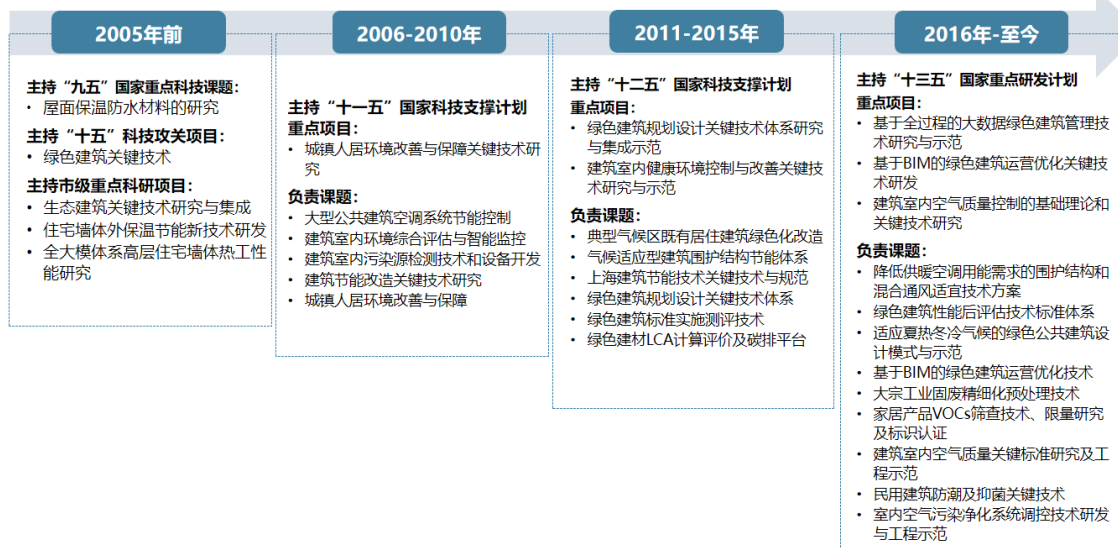 2005年前
主持“九五”国家重点科技课题：
• 屋面保温防水材料的研究
主持“十五”科技攻关项目：
• 绿色建筑关键技术
主持市级重点科研项目：
• 生态建筑关键技术研究与集成
• 住宅墙体外保温节能新技术研发
• 全大模体系高层住宅墙体热工性
能研究
2006-2010年
主持“十一五”国家科技支撑计划
重点项目：
• 城镇人居环境改善与保障关键技术研
究
负责课题：
• 大型公共建筑空调系统节能控制
• 建筑室内环境综合评估与智能监控
• 建筑室内污染源检测技术和设备开发
• 建筑节能改造关键技术研究
• 城镇人居环境改善与保障
2011-2015年
主持“十二五”国家科技支撑计划
重点项目：
• 绿色建筑规划设计关键技术体系研究
与集成示范
• 建筑室内健康环境控制与改善关键技
术研究与示范
负责课题：
• 典型气候区既有居住建筑绿色化改造
• 气候适应型建筑围护结构节能体系
• 上海建筑节能技术关键技术与规范
• 绿色建筑规划设计关键技术体系
• 绿色建筑标准实施测评技术
• 绿色建材LCA计算评价及碳排平台
2016年-至今
主持“十三五”国家重点研发计划
重点项目：
• 基于全过程的大数据绿色建筑管理技
术研究与示范
• 基于BIM的绿色建筑运营优化关键技
术研发
• 建筑室内空气质量控制的基础理论和
关键技术研究
负责课题：
• 降低供暖空调用能需求的围护结构和
混合通风适宜技术方案
• 绿色建筑性能后评估技术标准体系
• 适应夏热冬冷气候的绿色公共建筑设
计模式与示范
• 基于BIM的绿色建筑运营优化技术
• 大宗工业固废精细化预处理技术
• 家居产品VOCs筛查技术、限量研究
及标识认证
• 建筑室内空气质量关键标准研究及工
程示范
• 民用建筑防潮及抑菌关键技术
• 室内空气污染净化系统调控技术研发
与工程示范